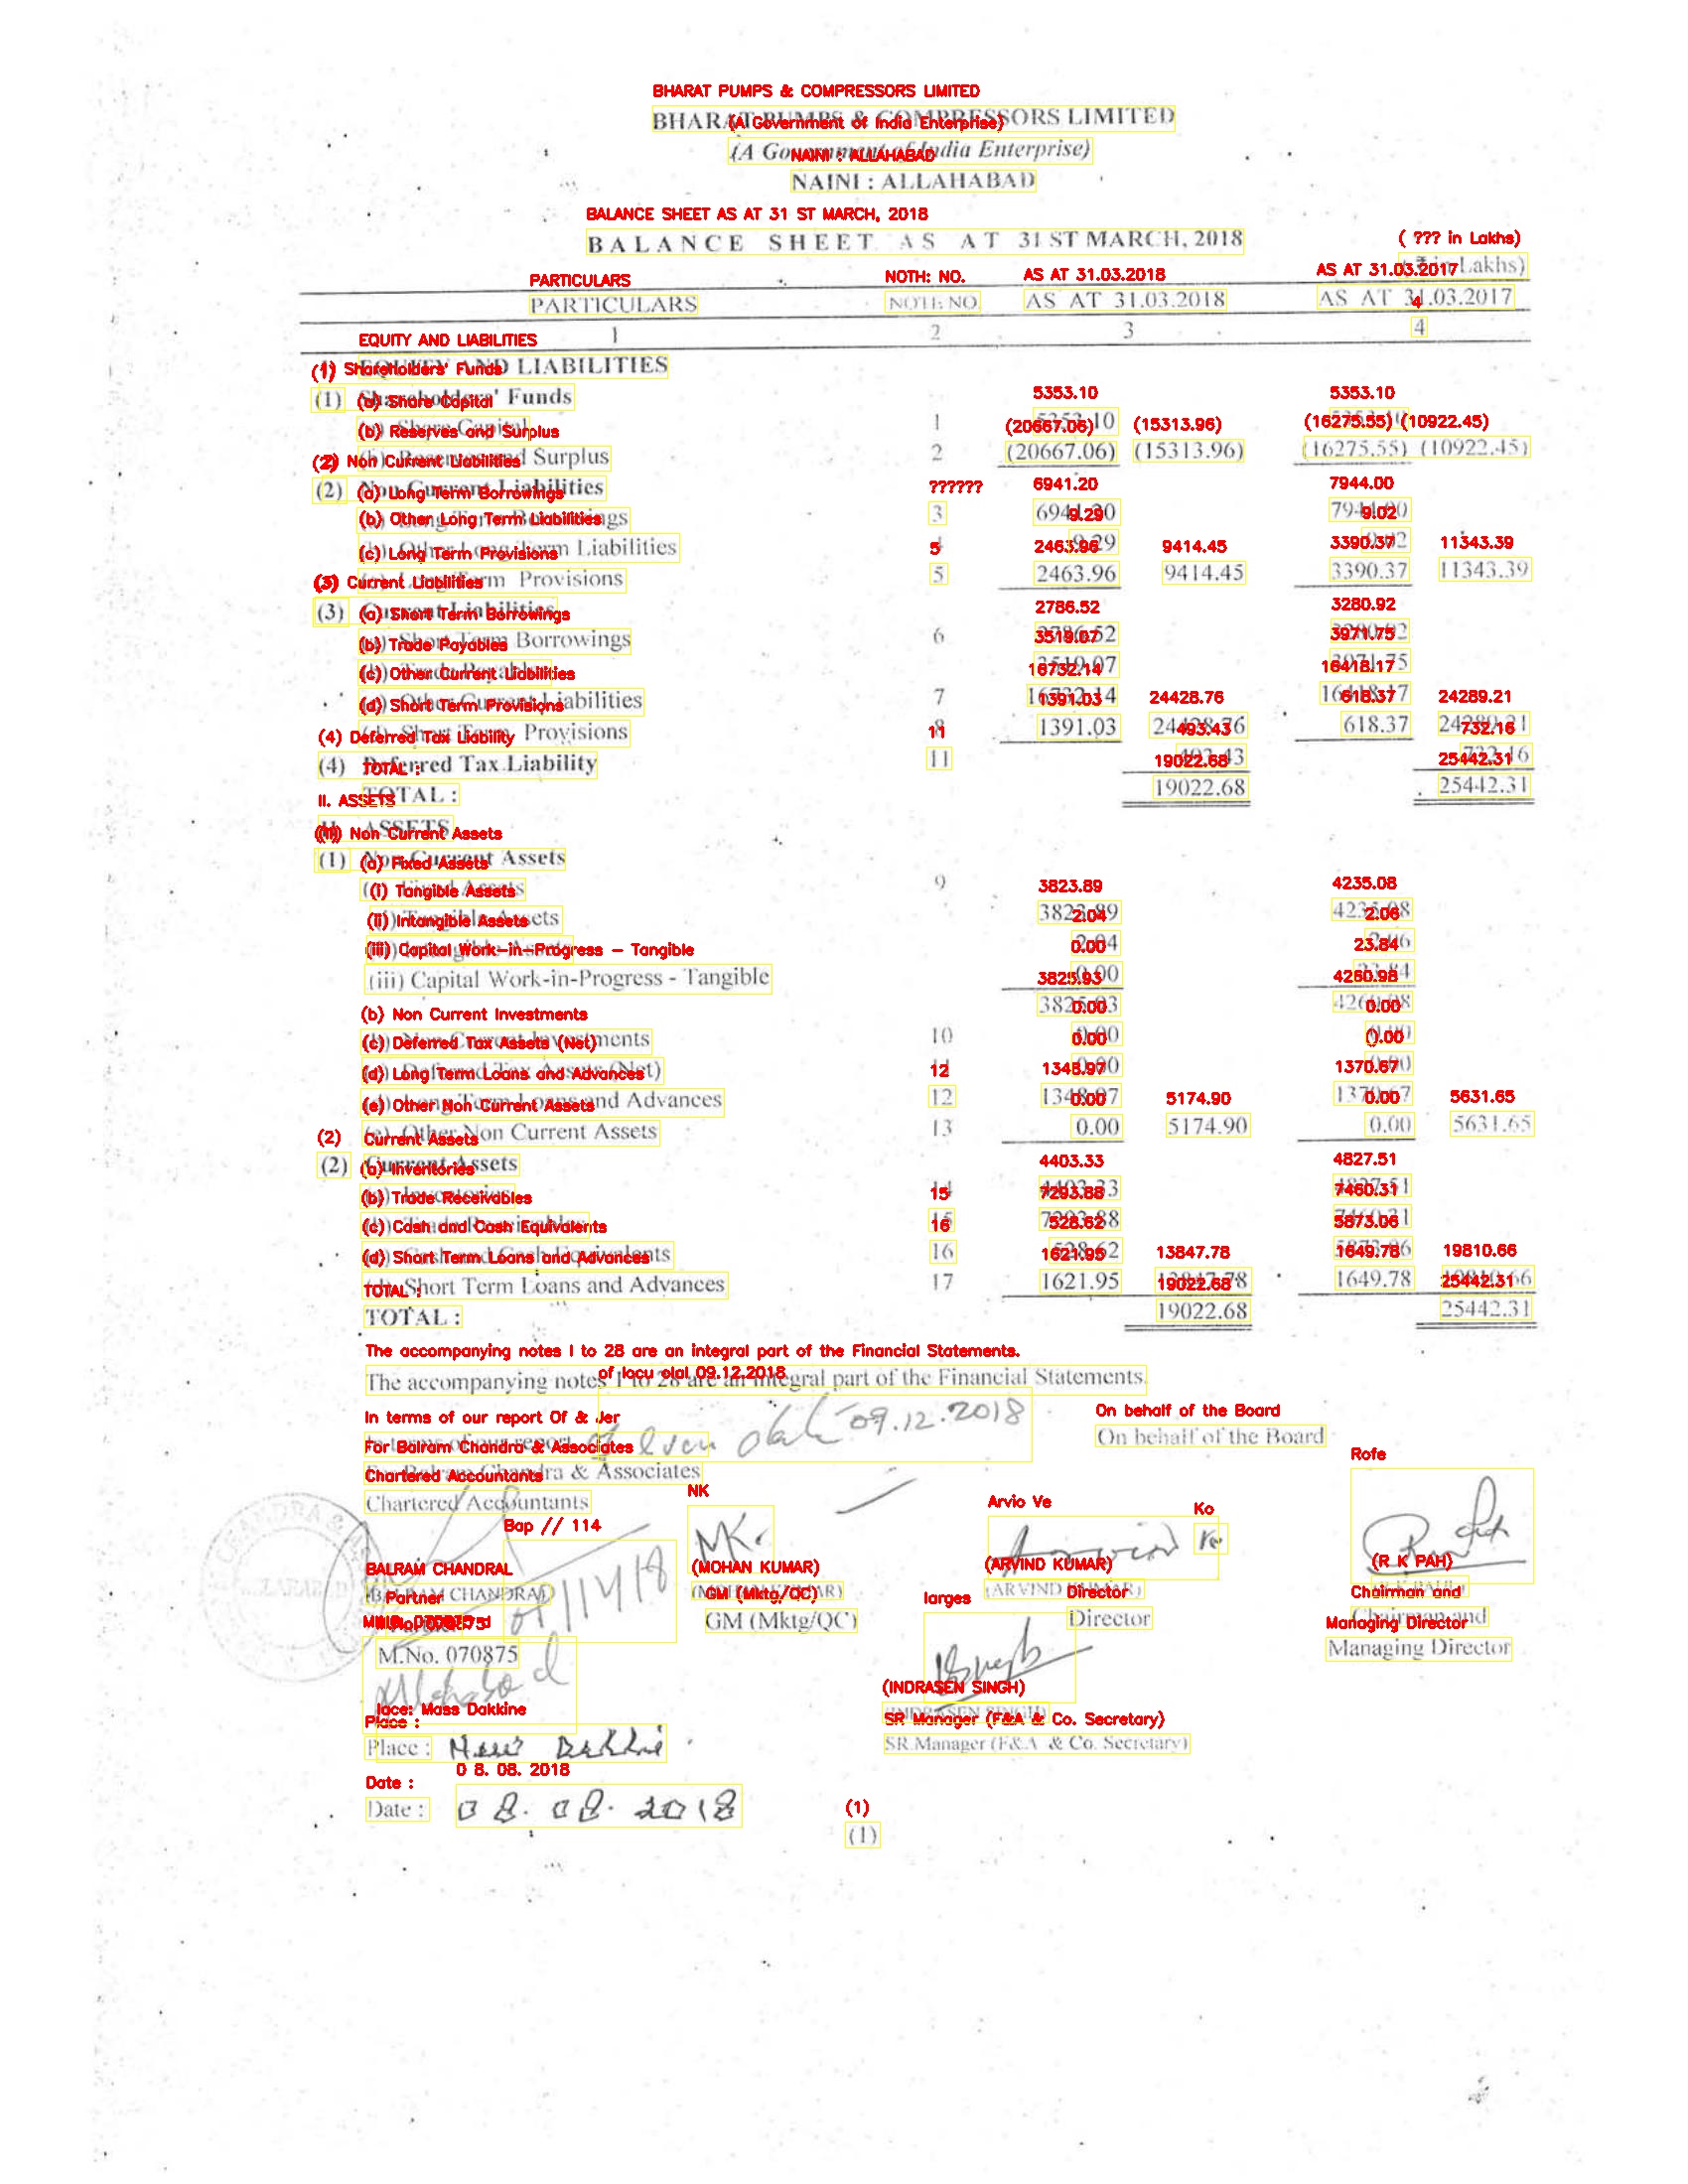 BHARAT PUMPS & COMPRESSORS LIMITED
(A Government of India Enterprise)
NAINI : ALLAHABAD
BALANCE SHEET AS AT 31 ST MARCH, 2018
(₹ in Lakhs)
PARTICULARS NOTE NO. AS AT 31.03.2018 AS AT 31.03.2017
1 2 3 4
EQUITY AND LIABILITIES
(1) Shareholders' Funds
(a) Share Capital 1 5353.10 5353.10
(b) Reserves and Surplus 2 (20667.06) (15313.96) (16275.55) (10922.45)
(2) Non Current Liabilities
(a) Long Term Borrowings 3 6941.20 7944.00
(b) Other Long Term Liabilities 4 9.29 9.02
(c) Long Term Provisions 5 2463.96 9414.45 3390.37 11343.39
(3) Current Liabilities
(a) Short Term Borrowings 6 2786.52 3280.92
(b) Trade Payables 3519.07 3971.75
(c) Other Current Liabilities 7 16732.14 16418.17
(d) Short Term Provisions 8 1391.03 24428.76 618.37 24289.21
(4) Deferred Tax Liability 11 493.43 732.16
TOTAL : 19022.68 25442.31
II. ASSETS
(1) Non Current Assets
(a) Fixed Assets 9
(i) Tangible Assets 3823.89 4235.08
(ii) Intangible Assets 2.04 2.06
(iii) Capital Work-in-Progress - Tangible 0.00 23.84
3825.93 4260.98
(b) Non Current Investments 10 0.00 0.00
(c) Deferred Tax Assets (Net) 11 0.00 0.00
(d) Long Term Loans and Advances 12 1348.97 1370.67
(e) Other Non Current Assets 13 0.00 5174.90 0.00 5631.65
(2) Current Assets
(a) Inventories 14 4403.33 4827.51
(b) Trade Receivables 15 7293.88 7460.31
(c) Cash and Cash Equivalents 16 528.62 5873.06
(d) Short Term Loans and Advances 17 1621.95 13847.78 1649.78 19810.66
TOTAL : 19022.68 25442.31
The accompanying notes 1 to 28 are an integral part of the Financial Statements.
In terms of our report of even date 09.12.2018 On behalf of the Board
For Balram Chandra & Associates
Chartered Accountants
(BALRAM CHANDRA) (MOHAN KUMAR) (ARVIND KUMAR)
Partner GM (Mktg/QC) Director Chairman and
M.No. 070875 Managing Director
Allahabad
(INDRASEN SINGH)
Place : SR.Manager (F&A & Co. Secretary)
Date : 08.08.2018
(1)